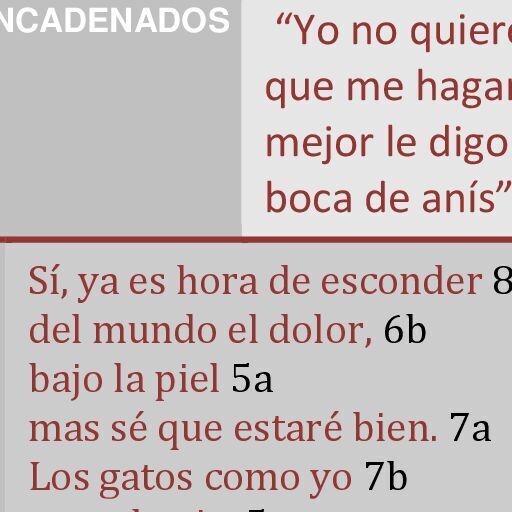 NCADENADOS
“Yo no quier
que me haga
mejor le digo
boca de anís”
Sí, ya es hora de esconder 8
del mundo el dolor, 6b
bajo la piel 5a
mas sé que estaré bien. 7a
Los gatos como yo 7b